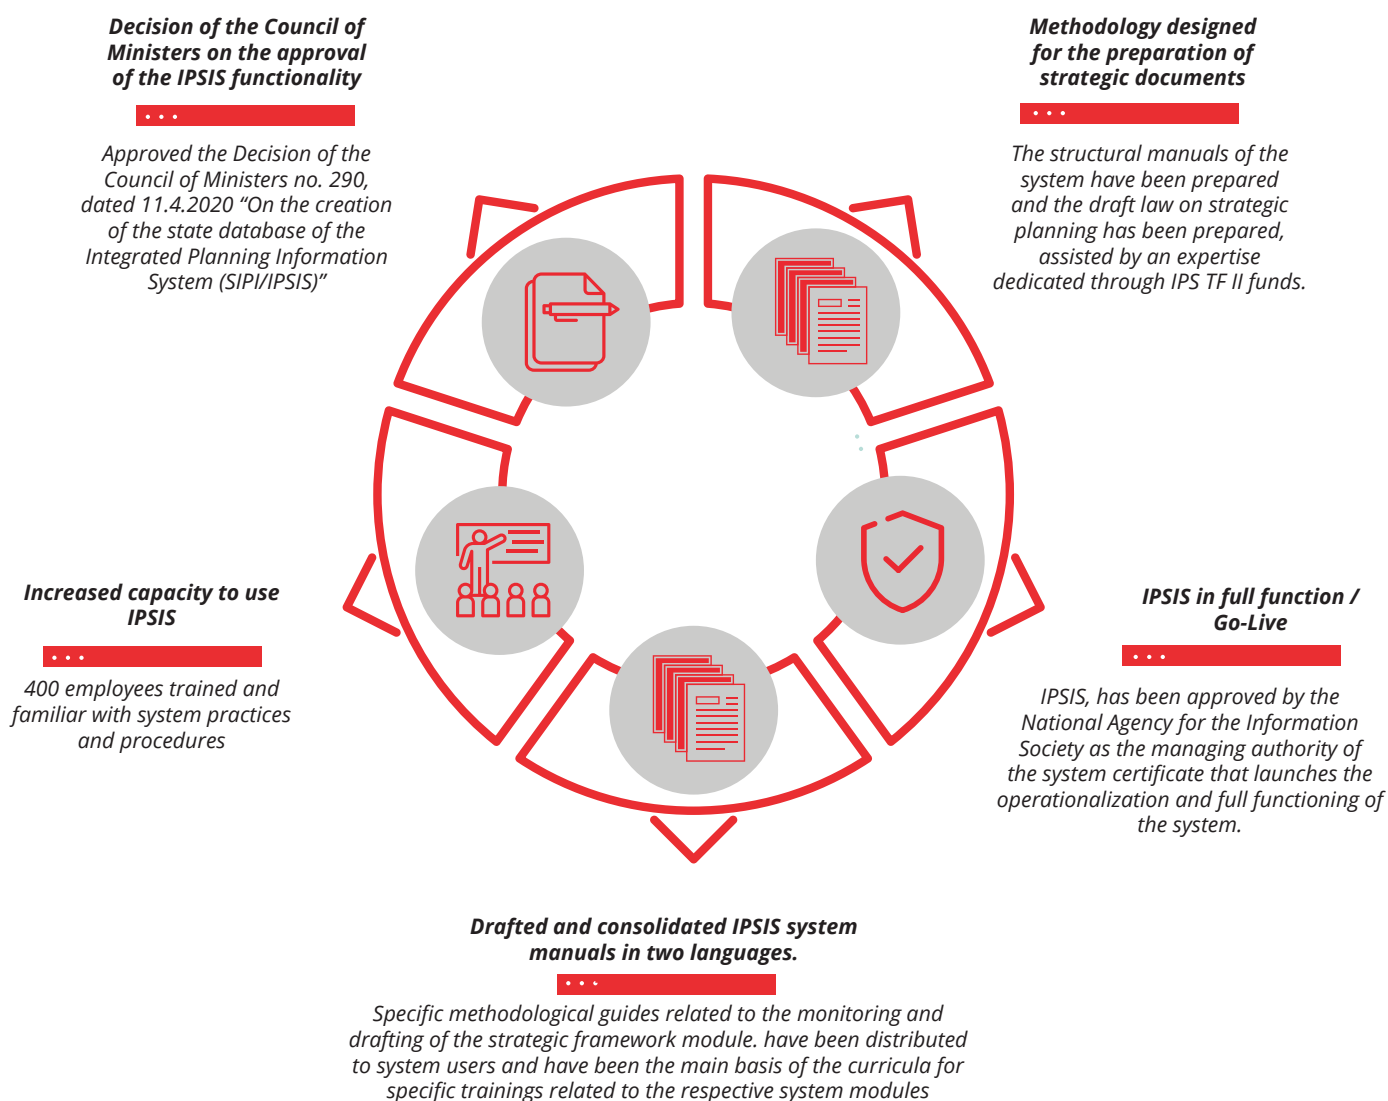 Decision of the Council of
Ministers on the approval
of the IPSIS functionality
Approved the Decision of the
Council of Ministers no. 290,
dated 11.4.2020 “On the creation
of the state database of the
Integrated Planning Information
System (SIPI/IPSIS)”
Methodology designed
for the preparation of
strategic documents
The structural manuals of the
system have been prepared
and the draft law on strategic
planning has been prepared,
assisted by an expertise
dedicated through IPS TF II funds.
Increased capacity to use
IPSIS
400 employees trained and
familiar with system practices
and procedures
IPSIS in full function /
Go-Live
IPSIS, has been approved by the
National Agency for the Information
Society as the managing authority of
the system certificate that launches the
operationalization and full functioning of
the system.
Drafted and consolidated IPSIS system
manuals in two languages.
Specific methodological guides related to the monitoring and
drafting of the strategic framework module. have been distributed
to system users and have been the main basis of the curricula for
specific trainings related to the respective system modules